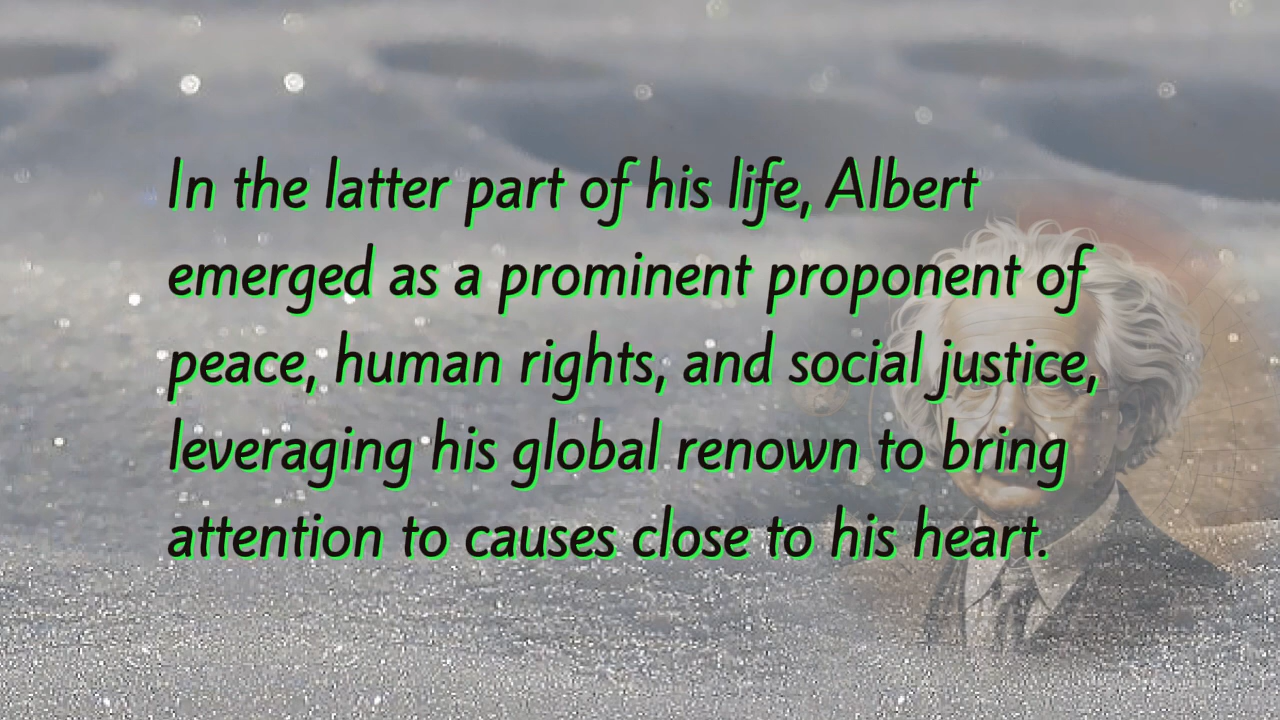 In the latter part of his life, Albert
emerged as a prominent proponent of
peace, human rights, and social justice,
leveraging his global renown to bring
attention to causes close to his heart.